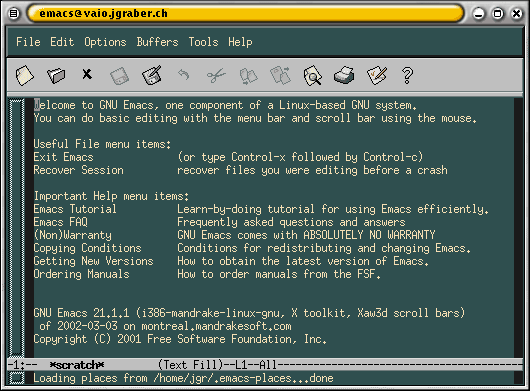 emacs@vaio.jgraber.ch
File Edit Options Buffers Tools Help
Welcome to GNU Emacs, one component of a Linux-based GNU system.
You can do basic editing with the menu bar and scroll bar using the mouse.
Useful File menu items:
Exit Emacs (or type Control-x followed by Control-c)
Recover Session recover files you were editing before a crash
Important Help menu items:
Emacs Tutorial Learn-by-doing tutorial for using Emacs efficiently.
Emacs FAQ Frequently asked questions and answers
(Non)Warranty GNU Emacs comes with ABSOLUTELY NO WARRANTY
Copying Conditions Conditions for redistributing and changing Emacs.
Getting New Versions How to obtain the latest version of Emacs.
Ordering Manuals How to order manuals from the FSF.
GNU Emacs 21.1.1 (i386-mandrake-linux-gnu, X toolkit, Xaw3d scroll bars)
of 2002-03-03 on montreal.mandrakesoft.com
Copyright (C) 2001 Free Software Foundation, Inc.
-1:-- *scratch* (Text Fill)--L1--All
Loading places from /home/jgr/.emacs-places...done